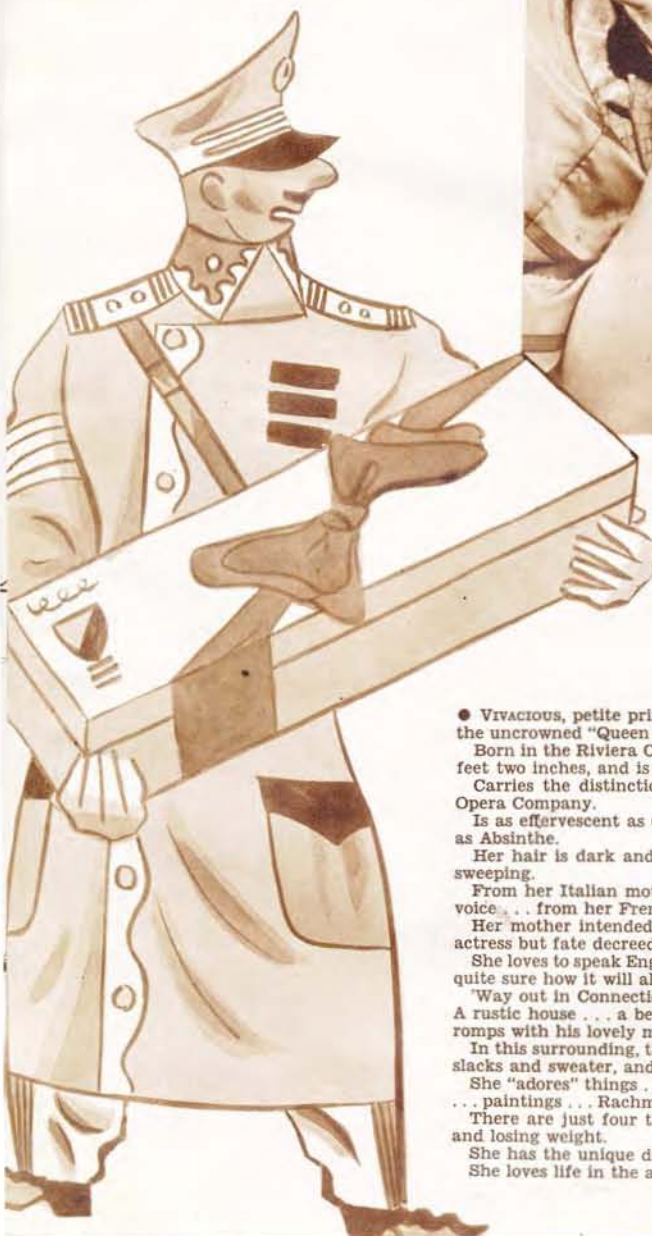 ● VIVACIOUS, petite pri
the uncrowned "Queen
Born in the Riviera C
feet two inches, and is
Carries the distinctio
Opera Company.
Is as effervescent as
as Absinthe.
Her hair is dark and
sweeping.
From her Italian mot
voice . . . from her Fren
Her mother intended
actress but fate decreed
She loves to speak Eng
quite sure how it will al
'Way out in Connecti
A rustic house . . . a be
romps with his lovely m
In this surrounding, t
slacks and sweater, and
She "adores" things .
. . . paintings . . . Rachm
There are just four t
and losing weight.
She has the unique d
She loves life in the a